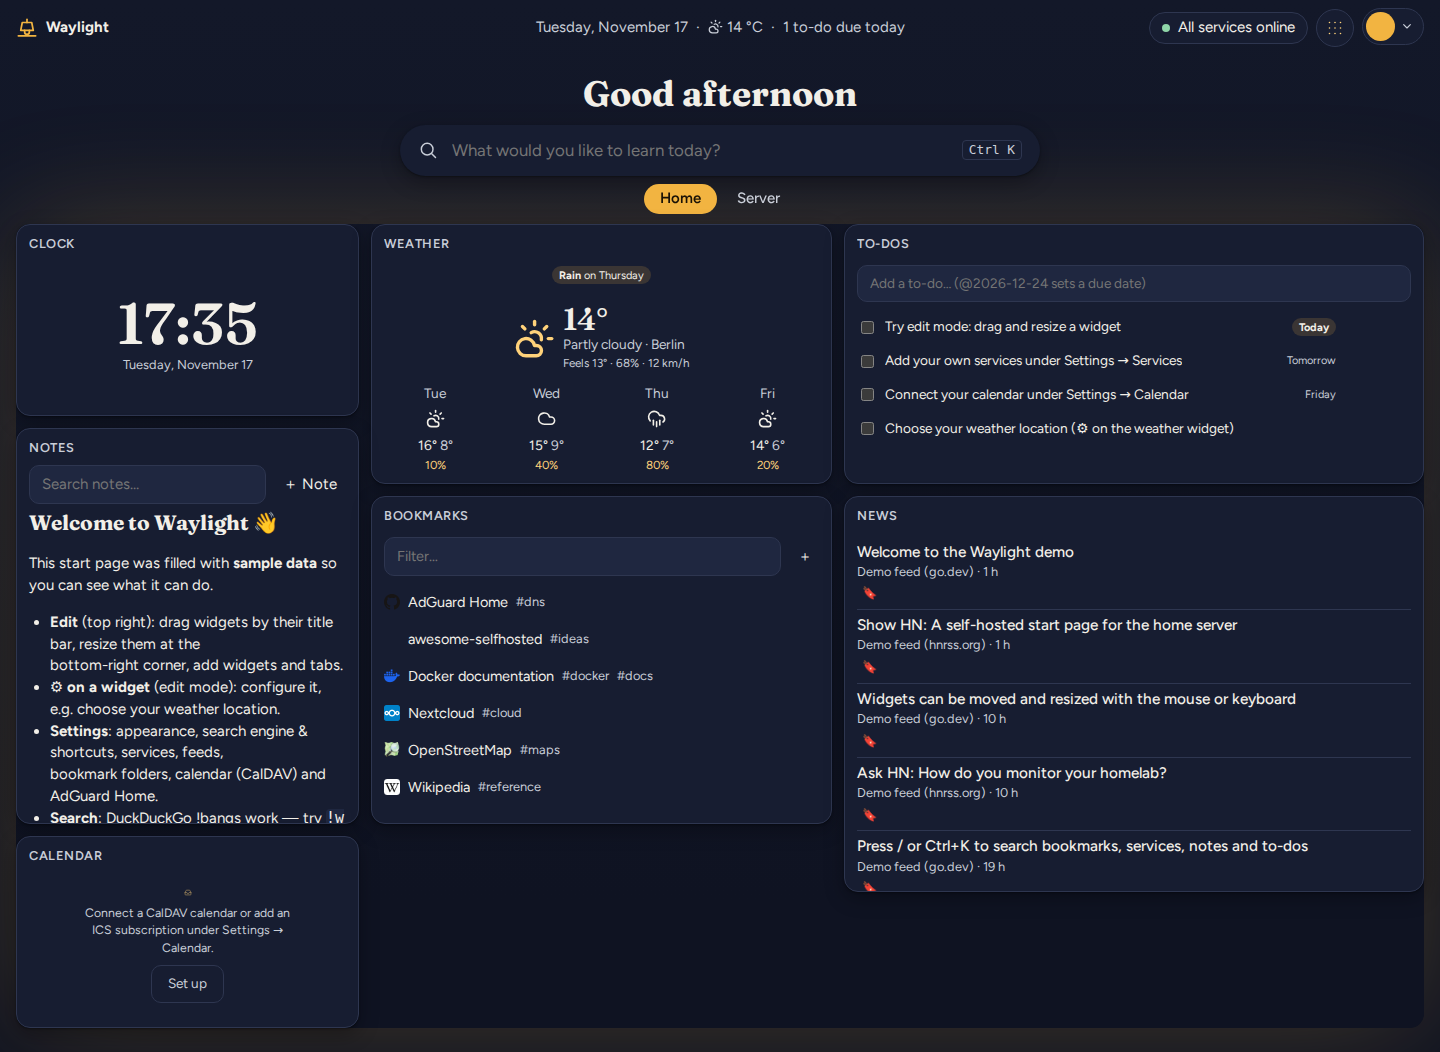 Waylight
Tuesday, November 17 · 14 °C · 1 to-do due today
All services online
Good afternoon
What would you like to learn today?
Ctrl K
Home
Server
CLOCK
17:35
Tuesday, November 17
NOTES
Search notes...
+ Note
Welcome to Waylight 👋
This start page was filled with sample data so
you can see what it can do.
• Edit (top right): drag widgets by their title
bar, resize them at the
bottom-right corner, add widgets and tabs.
• ⚙ on a widget (edit mode): configure it,
e.g. choose your weather location.
• Settings: appearance, search engine &
shortcuts, services, feeds,
bookmark folders, calendar (CalDAV) and
AdGuard Home.
• Search: DuckDuckGo !bangs work — try !w
CALENDAR
Connect a CalDAV calendar or add an
ICS subscription under Settings →
Calendar.
Set up
WEATHER
Rain on Thursday
14°
Partly cloudy · Berlin
Feels 13° · 68% · 12 km/h
Tue Wed Thu Fri
16° 8° 15° 9° 12° 7° 14° 6°
10% 40% 80% 20%
BOOKMARKS
Filter...
+
AdGuard Home #dns
awesome-selfhosted #ideas
Docker documentation #docker #docs
Nextcloud #cloud
OpenStreetMap #maps
W Wikipedia #reference
TO-DOS
Add a to-do... (@2026-12-24 sets a due date)
Try edit mode: drag and resize a widget Today
Add your own services under Settings → Services Tomorrow
Connect your calendar under Settings → Calendar Friday
Choose your weather location (⚙ on the weather widget)
NEWS
Welcome to the Waylight demo
Demo feed (go.dev) · 1 h
Show HN: A self-hosted start page for the home server
Demo feed (hnrss.org) · 1 h
Widgets can be moved and resized with the mouse or keyboard
Demo feed (go.dev) · 10 h
Ask HN: How do you monitor your homelab?
Demo feed (hnrss.org) · 10 h
Press / or Ctrl+K to search bookmarks, services, notes and to-dos
Demo feed (go.dev) · 19 h